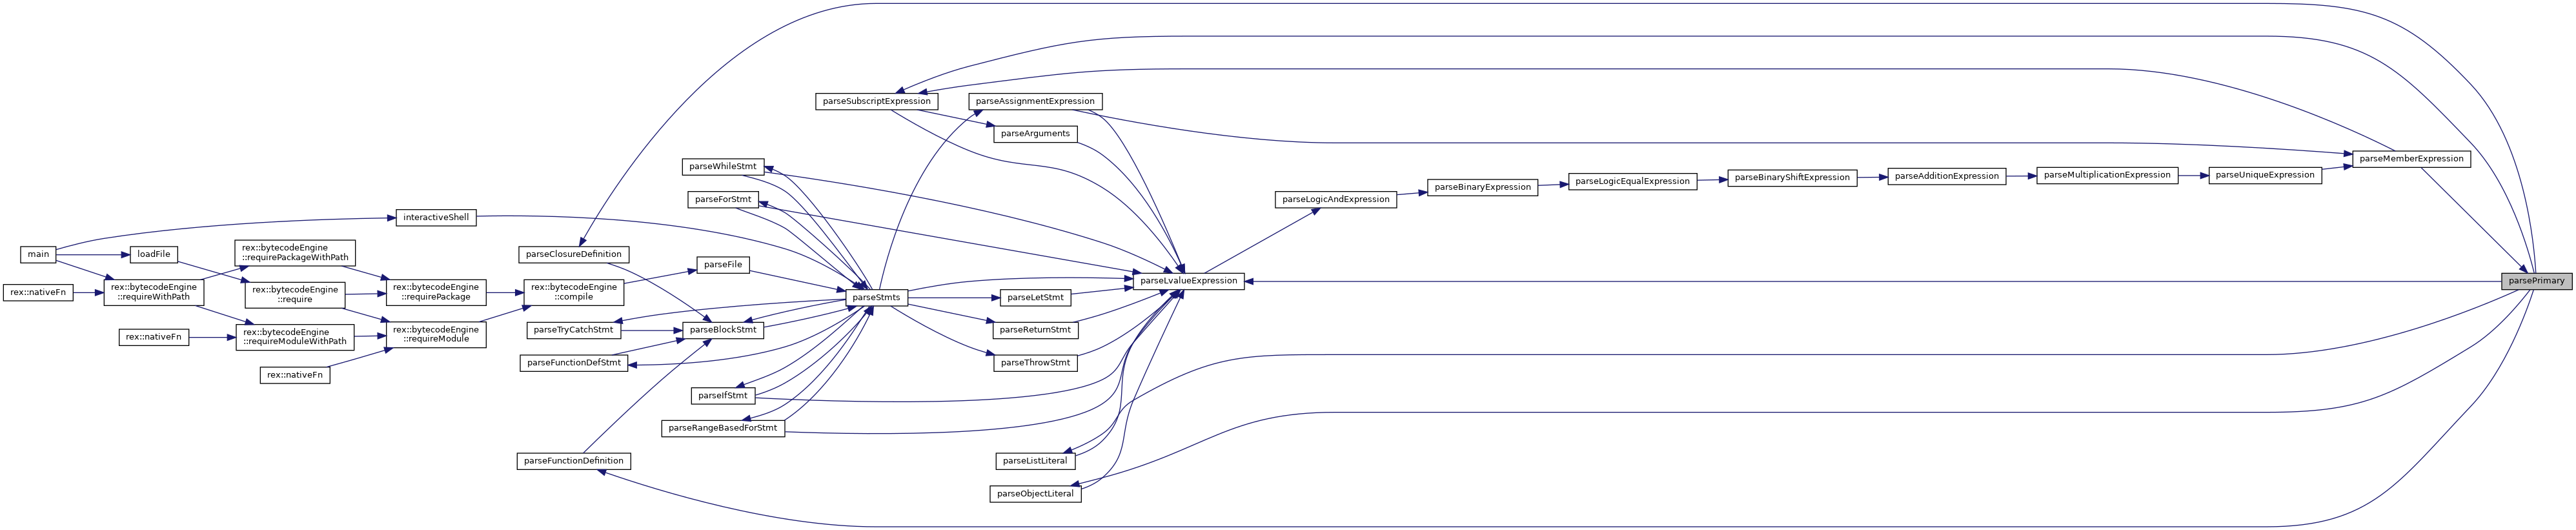 rex::nativeFn
main
rex::nativeFn
loadFile
rex::bytecodeEngine
::requireWithPath
rex::nativeFn
rex::bytecodeEngine
::requirePackageWithPath
rex::bytecodeEngine
::require
rex::bytecodeEngine
::requireModuleWithPath
interactiveShell
rex::bytecodeEngine
::requirePackage
rex::bytecodeEngine
::requireModule
parseClosureDefinition
rex::bytecodeEngine
::compile
parseTryCatchStmt
parseFunctionDefStmt
parseFunctionDefinition
parseWhileStmt
parseForStmt
parseFile
parseBlockStmt
parseIfStmt
parseRangeBasedForStmt
parseSubscriptExpression
parseStmts
parseAssignmentExpression
parseArguments
parseLetStmt
parseReturnStmt
parseThrowStmt
parseListLiteral
parseObjectLiteral
parseLvalueExpression
parseLogicAndExpression
parseBinaryExpression
parseLogicEqualExpression
parseBinaryShiftExpression
parseAdditionExpression
parseMultiplicationExpression
parseUniqueExpression
parseMemberExpression
parsePrimary